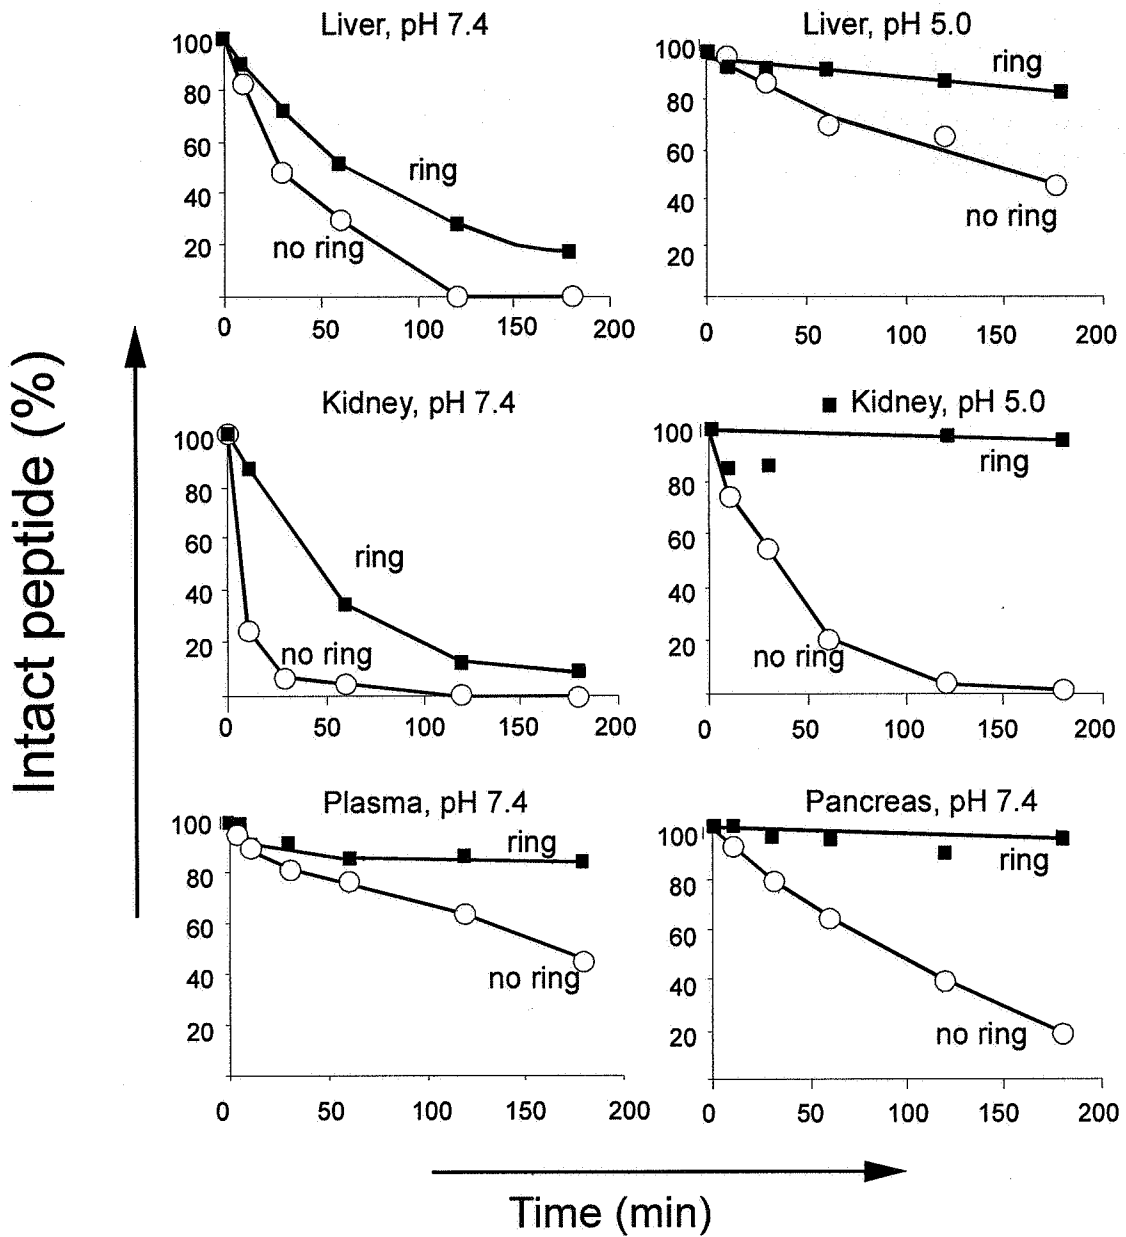 Liver, pH 7.4
100
80
60
40
20
0 50 100 150 200
ring
no ring
Liver, pH 5.0
100
80
60
40
20
0 50 100 150 200
ring
no ring
Kidney, pH 7.4
100
80
60
40
20
0 50 100 150 200
ring
no ring
Kidney, pH 5.0
100
80
60
40
20
0 50 100 150 200
ring
no ring
Plasma, pH 7.4
100
80
60
40
20
0 50 100 150 200
ring
no ring
Pancreas, pH 7.4
100
80
60
40
20
0 50 100 150 200
ring
no ring
Intact peptide (%)
Time (min)